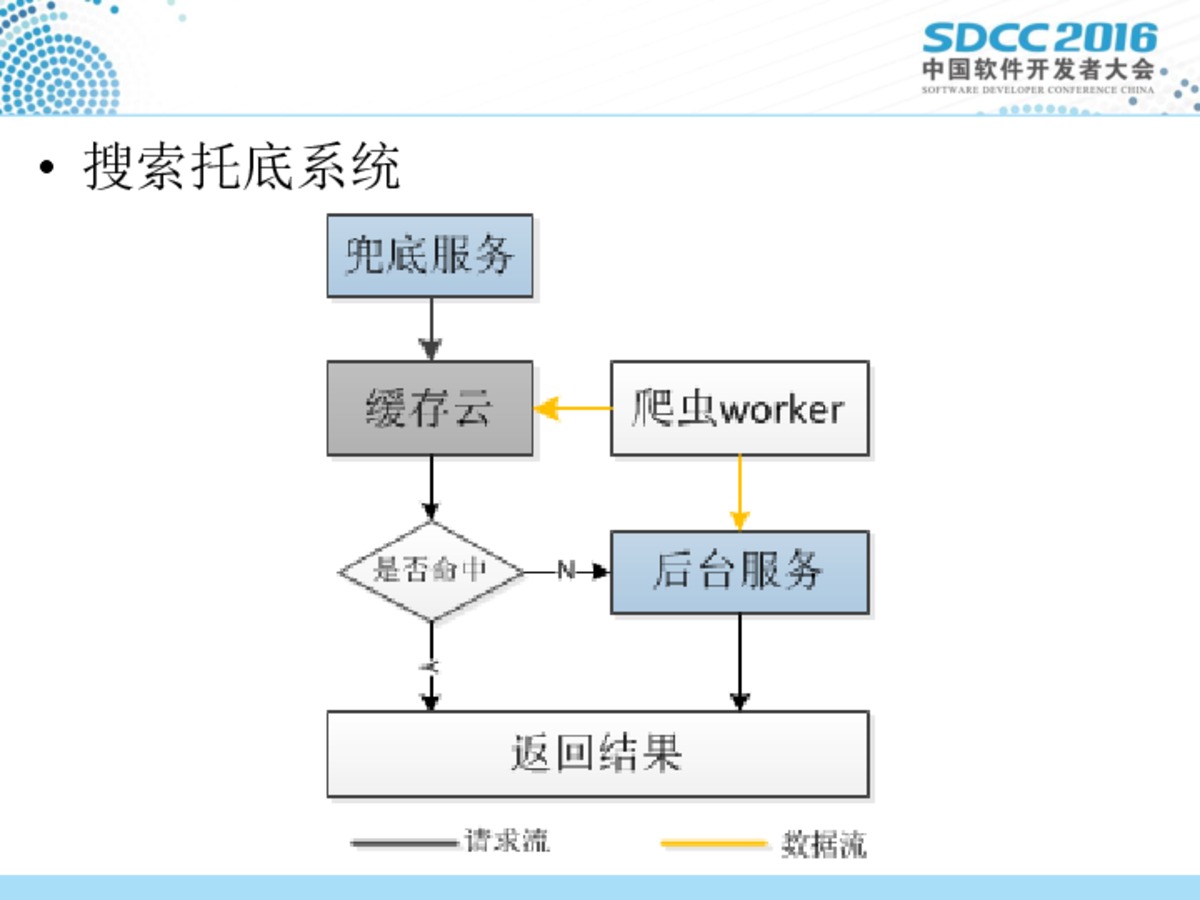 SDCC 2016
中国软件开发者大会
SOFTWARE DEVELOPER CONFERENCE CHINA
• 搜索托底系统
兜底服务
缓存云
爬虫worker
是否命中
N
后台服务
Y
返回结果
请求流
数据流